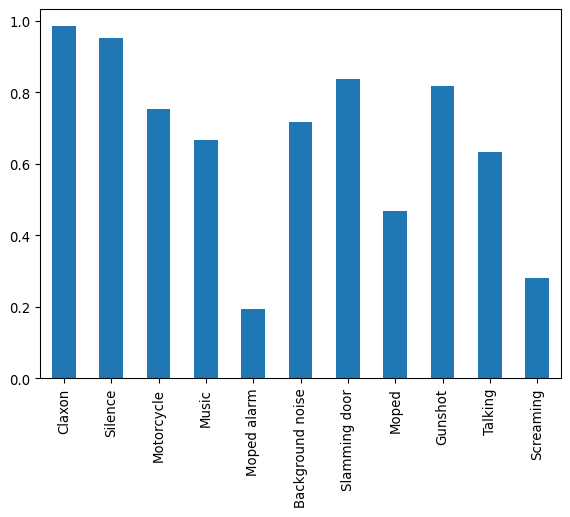 1.0
0.8
0.6
0.4
0.2
0.0
Claxon
Silence
Motorcycle
Music
Moped alarm
Background noise
Slamming door
Moped
Gunshot
Talking
Screaming